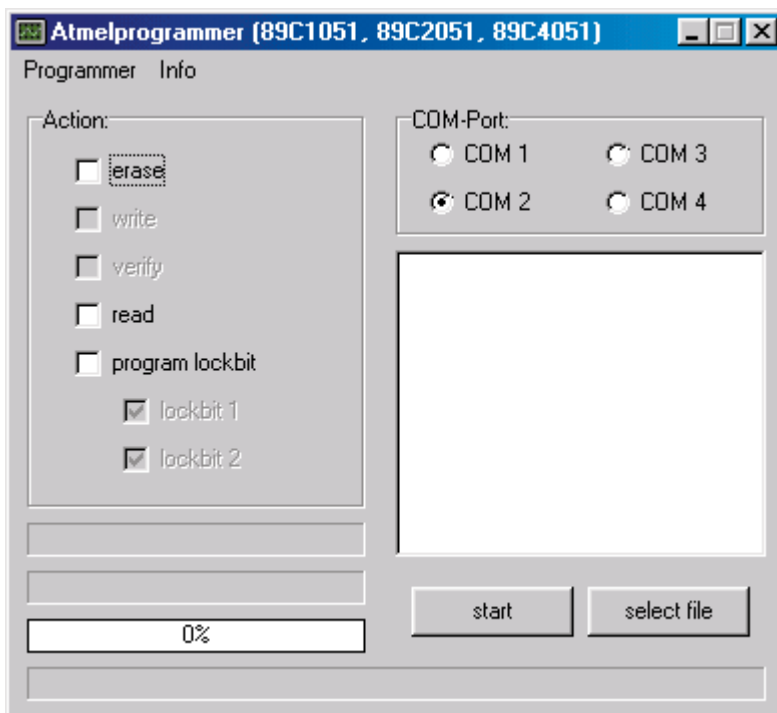 Atmelprogrammer (89C1051, 89C2051, 89C4051)
Programmer Info
Action:
erase
write
verify
read
program lockbit
lockbit 1
lockbit 2
0%
COM-Port:
COM 1 COM 3
COM 2 COM 4
start select file